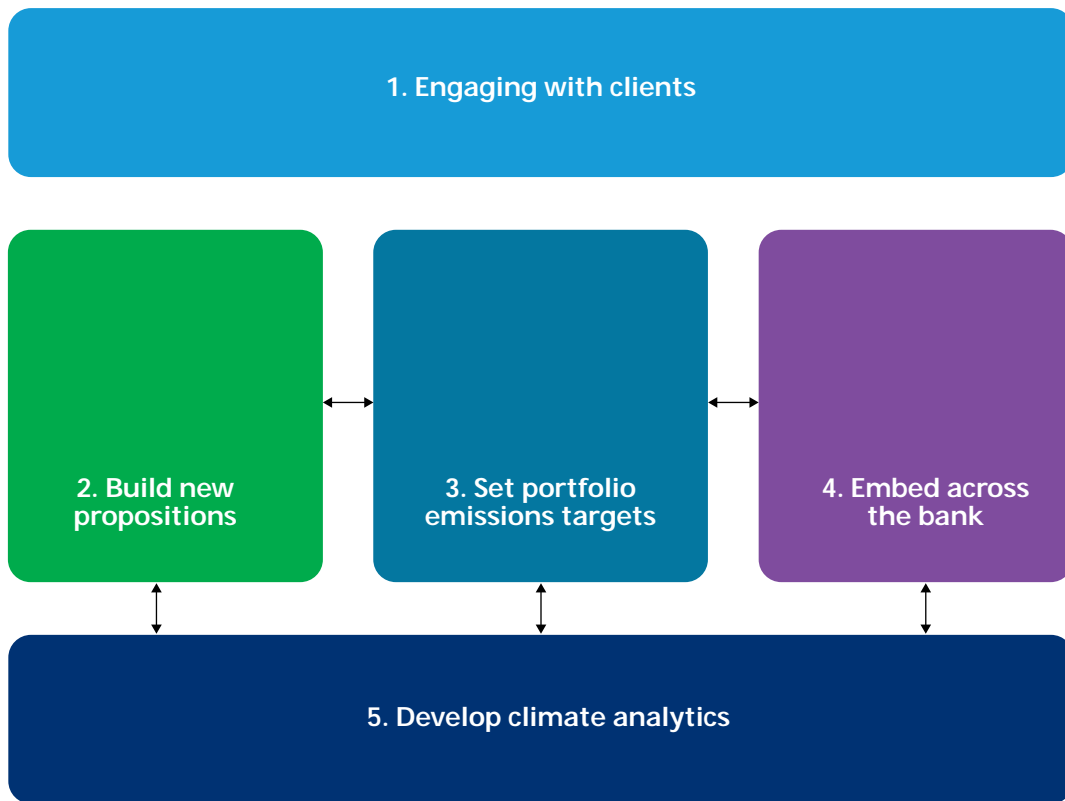 1. Engaging with clients
2. Build new
propositions
3. Set portfolio
emissions targets
4. Embed across
the bank
5. Develop climate analytics